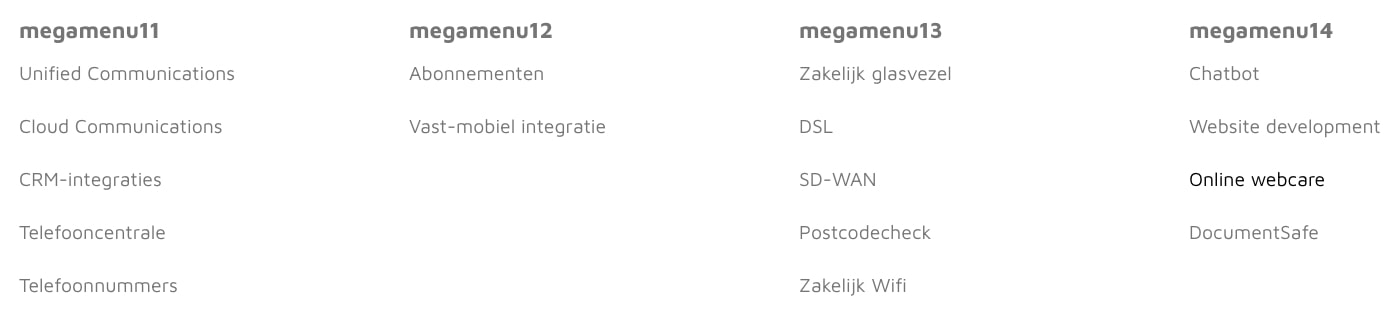 megamenu11
Unified Communications
Cloud Communications
CRM-integraties
Telefooncentrale
Telefoonnummers
megamenu12
Abonnementen
Vast-mobiel integratie
megamenu13
Zakelijk glasvezel
DSL
SD-WAN
Postcodecheck
Zakelijk Wifi
megamenu14
Chatbot
Website development
Online webcare
DocumentSafe